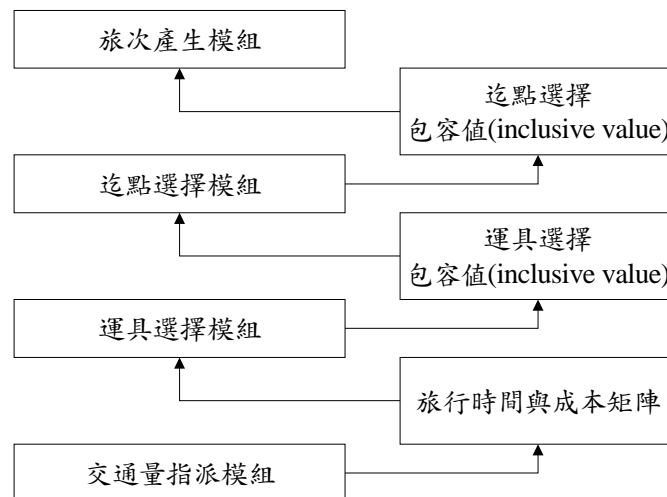 旅次產生模組
迄點選擇
包容值(inclusive value)
迄點選擇模組
運具選擇
包容值(inclusive value)
運具選擇模組
旅行時間與成本矩陣
交通量指派模組